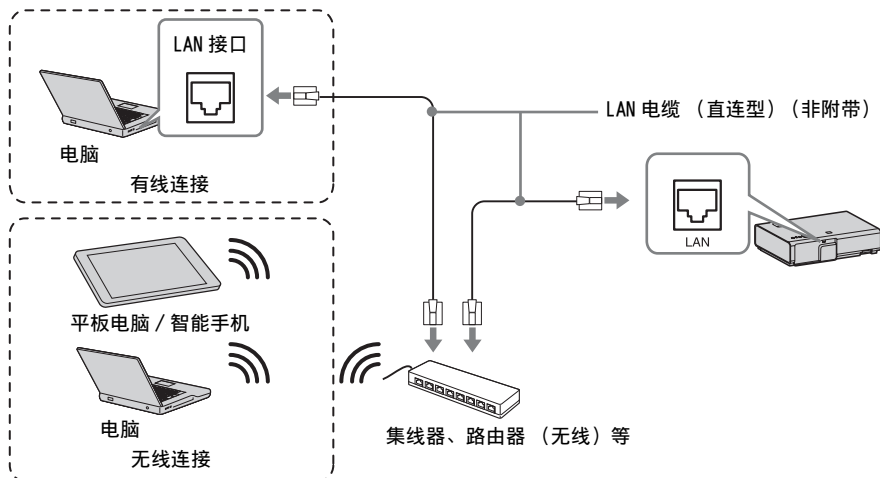 LAN 接口
LAN 电缆 （直连型）（非附带）
电脑
有线连接
LAN
平板电脑 / 智能手机
电脑
无线连接
集线器、路由器 （无线）等